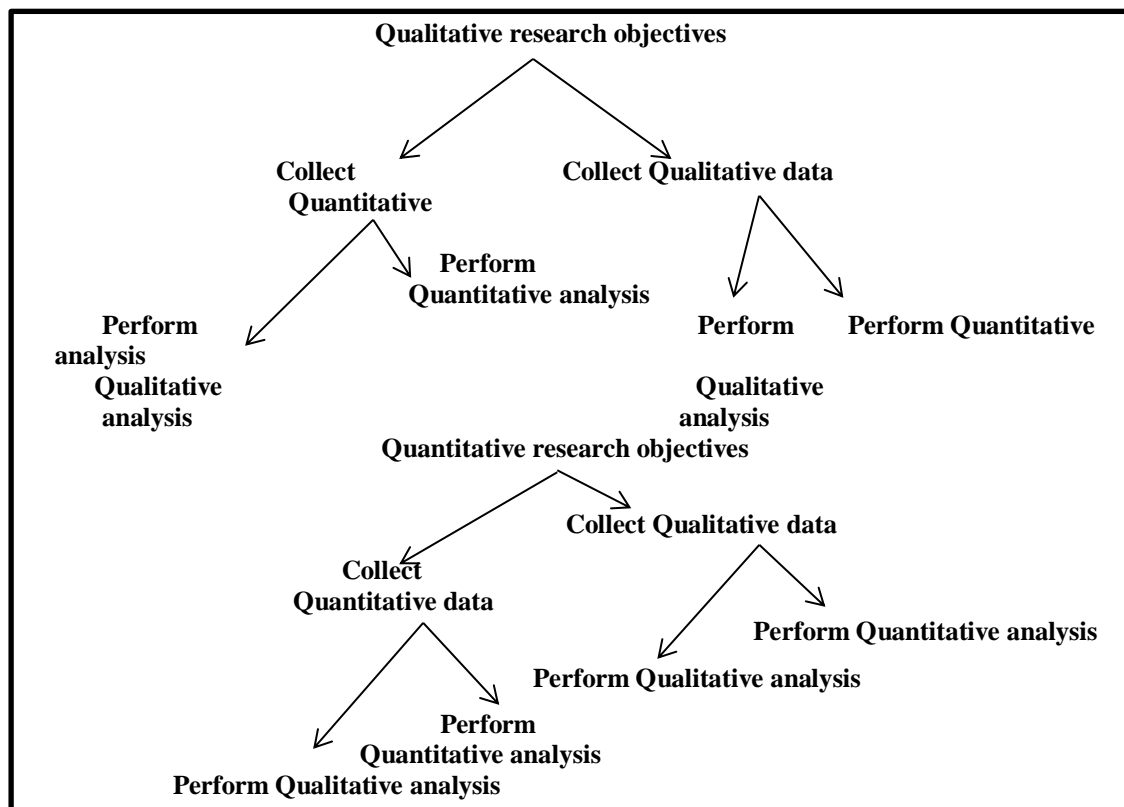 Qualitative research objectives
Collect
Quantitative
Collect Qualitative data
Perform
Quantitative analysis
Perform
analysis
Qualitative
analysis
Perform
Qualitative
analysis
Perform Quantitative
Quantitative research objectives
Collect Qualitative data
Collect
Quantitative data
Perform Quantitative analysis
Perform Qualitative analysis
Perform
Quantitative analysis
Perform Qualitative analysis